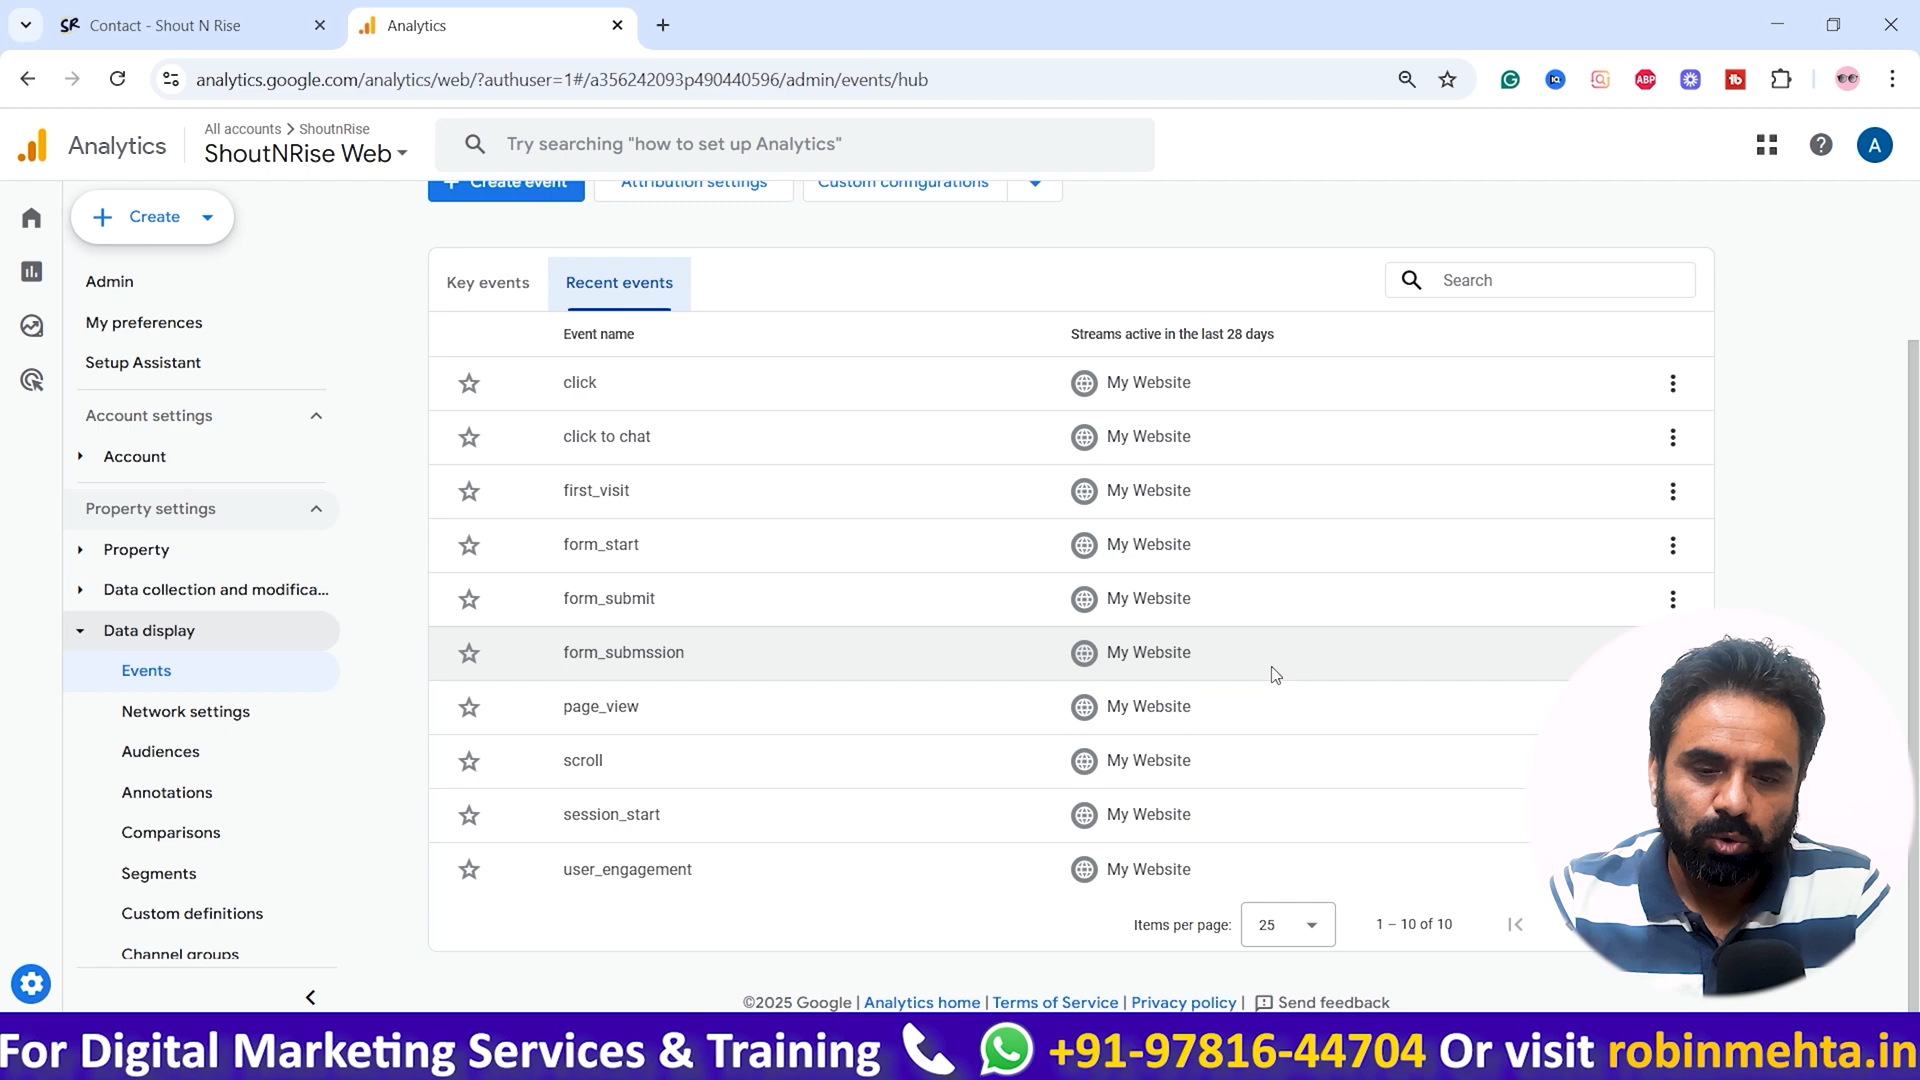 Contact - Shout N Rise
Analytics
analytics.google.com/analytics/web/?authuser=1#/a356242093p490440596/admin/events/hub
ABP
Analytics
All accounts > ShoutnRise
ShoutNRise Web
Try searching "how to set up Analytics"
A
Create
Create event
Attribution settings
Custom configurations
Admin
My preferences
Setup Assistant
Account settings
Account
Property settings
Property
Data collection and modifica...
Data display
Events
Network settings
Audiences
Annotations
Comparisons
Segments
Custom definitions
Channel groups
Key events
Recent events
Search
Event name
Streams active in the last 28 days
click
My Website
click to chat
My Website
first_visit
My Website
form_start
My Website
form_submit
My Website
form_submssion
My Website
page_view
My Website
scroll
My Website
session_start
My Website
user_engagement
My Website
Items per page:
25
1 – 10 of 10
©2025 Google | Analytics home | Terms of Service | Privacy policy | Send feedback
For Digital Marketing Services & Training +91-97816-44704 Or visit robinmehta.in